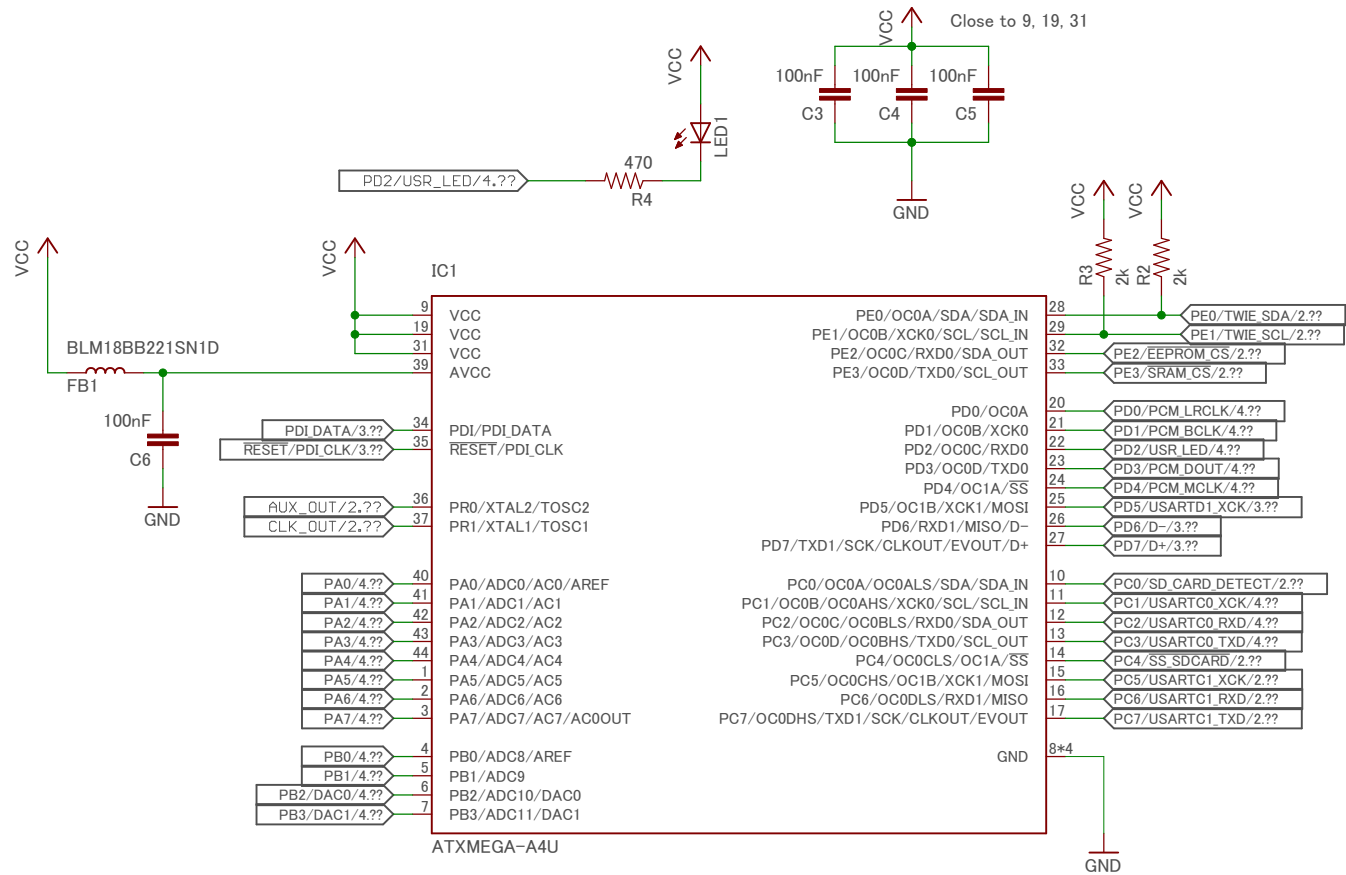 VCC
Close to 9, 19, 31
100nF
C3
100nF
C4
100nF
C5
GND
VCC
LED1
470
R4
PD2/USR_LED/4.??
VCC
VCC
R3
2k
R2
2k
VCC
VCC
IC1
9
VCC
19
VCC
31
VCC
39
AVCC
BLM18BB221SN1D
FB1
100nF
C6
GND
PDI_DATA/3.??
34
PDI/PDI_DATA
RESET/PDI_CLK/3.??
35
RESET/PDI_CLK
AUX_OUT/2.??
36
PR0/XTAL2/TOSC2
CLK_OUT/2.??
37
PR1/XTAL1/TOSC1
PA0/4.??
40
PA0/ADC0/AC0/AREF
PA1/4.??
41
PA1/ADC1/AC1
PA2/4.??
42
PA2/ADC2/AC2
PA3/4.??
43
PA3/ADC3/AC3
PA4/4.??
44
PA4/ADC4/AC4
PA5/4.??
1
PA5/ADC5/AC5
PA6/4.??
2
PA6/ADC6/AC6
PA7/4.??
3
PA7/ADC7/AC7/AC0OUT
PB0/4.??
4
PB0/ADC8/AREF
PB1/4.??
5
PB1/ADC9
PB2/DAC0/4.??
6
PB2/ADC10/DAC0
PB3/DAC1/4.??
7
PB3/ADC11/DAC1
PE0/OC0A/SDA/SDA_IN
28
PE0/TWIE_SDA/2.??
PE1/OC0B/XCK0/SCL/SCL_IN
29
PE1/TWIE_SCL/2.??
PE2/OC0C/RXD0/SDA_OUT
32
PE2/EEPROM_CS/2.??
PE3/OC0D/TXD0/SCL_OUT
33
PE3/SRAM_CS/2.??
PD0/OC0A
20
PD0/PCM_LRCLK/4.??
PD1/OC0B/XCK0
21
PD1/PCM_BCLK/4.??
PD2/OC0C/RXD0
22
PD2/USR_LED/4.??
PD3/OC0D/TXD0
23
PD3/PCM_DOUT/4.??
PD4/OC1A/SS
24
PD4/PCM_MCLK/4.??
PD5/OC1B/XCK1/MOSI
25
PD5/USARTD1_XCK/3.??
PD6/RXD1/MISO/D-
26
PD6/D-/3.??
PD7/TXD1/SCK/CLKOUT/EVOUT/D+
27
PD7/D+/3.??
PC0/OC0A/OC0ALS/SDA/SDA_IN
10
PC0/SD_CARD_DETECT/2.??
PC1/OC0B/OC0AHS/XCK0/SCL/SCL_IN
11
PC1/USARTC0_XCK/4.??
PC2/OC0C/OC0BLS/RXD0/SDA_OUT
12
PC2/USARTC0_RXD/4.??
PC3/OC0D/OC0BHS/TXD0/SCL_OUT
13
PC3/USARTC0_TXD/4.??
PC4/OC0CLS/OC1A/SS
14
PC4/SS_SDCARD/2.??
PC5/OC0CHS/OC1B/XCK1/MOSI
15
PC5/USARTC1_XCK/2.??
PC6/OC0DLS/RXD1/MISO
16
PC6/USARTC1_RXD/2.??
PC7/OC0DHS/TXD1/SCK/CLKOUT/EVOUT
17
PC7/USARTC1_TXD/2.??
GND
8*4
GND
ATXMEGA-A4U